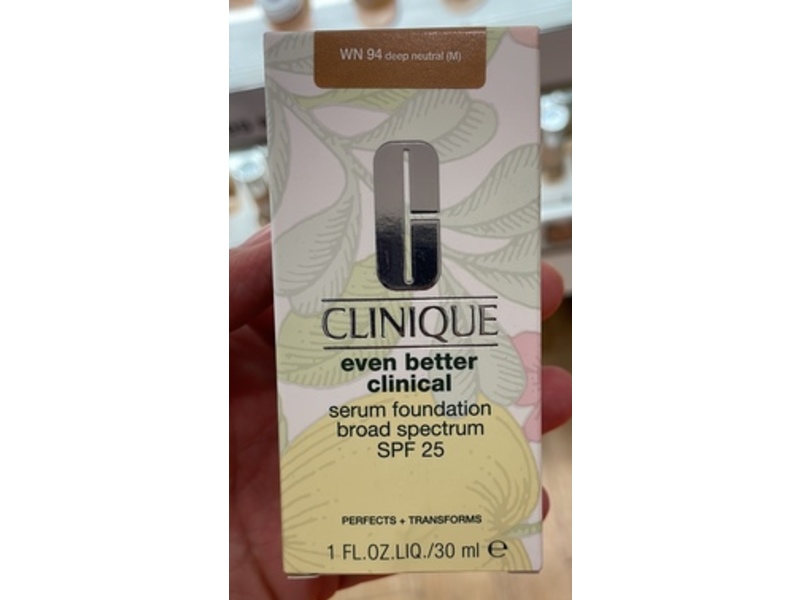 WN 94 deep neutral (M)
CLINIQUE
even better
clinical
serum foundation
broad spectrum
SPF 25
PERFECTS + TRANSFORMS
1 FL.OZ.LIQ./30 ml ℮